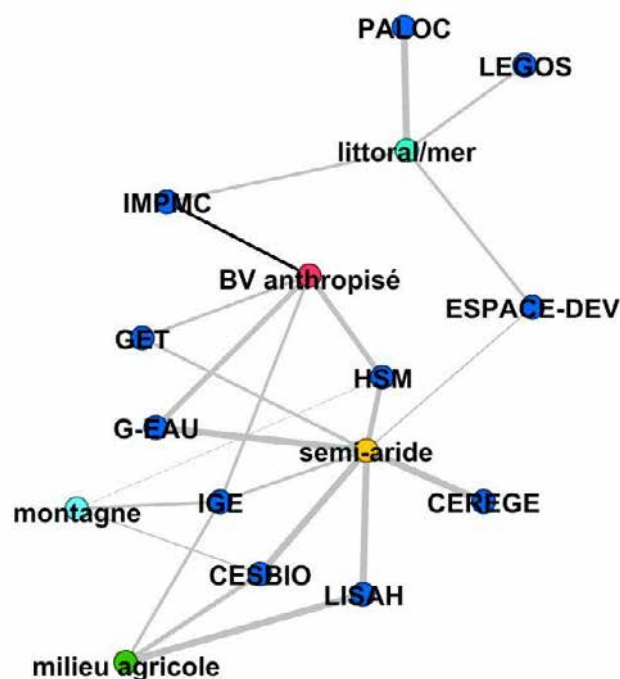 PALOC
LEGOS
littoral/mer
IMPMC
BV anthropisé
ESPACE-DEV
GET
HSM
G-EAU
semi-aride
montagne
IGE
CEREGE
CESBIO
LISAH
milieu agricole